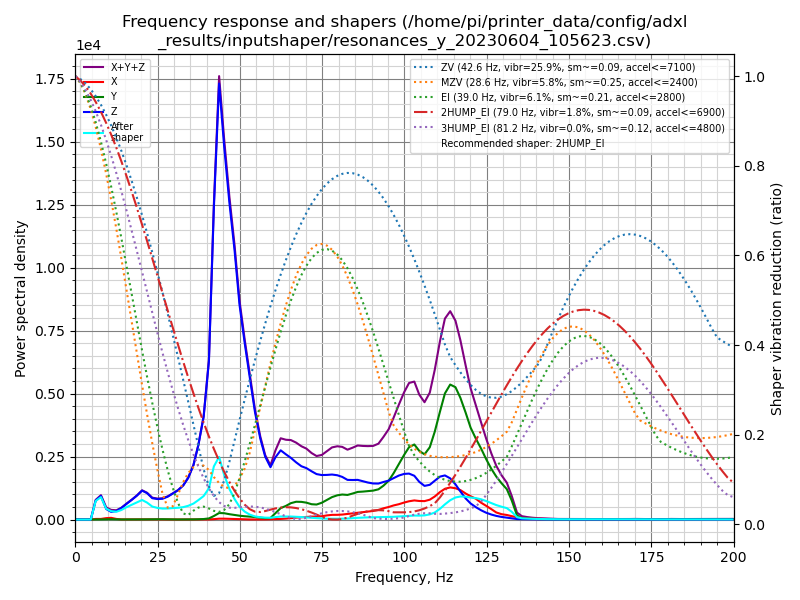 Frequency response and shapers (/home/pi/printer_data/config/adxl
_results/inputshaper/resonances_y_20230604_105623.csv)
1e4
X+Y+Z
X
Y
Z
After
shaper
ZV (42.6 Hz, vibr=25.9%, sm~=0.09, accel<=7100)
MZV (28.6 Hz, vibr=5.8%, sm~=0.25, accel<=2400)
EI (39.0 Hz, vibr=6.1%, sm~=0.21, accel<=2800)
2HUMP_EI (79.0 Hz, vibr=1.8%, sm~=0.09, accel<=6900)
3HUMP_EI (81.2 Hz, vibr=0.0%, sm~=0.12, accel<=4800)
Recommended shaper: 2HUMP_EI
Power spectral density
1.75
1.50
1.25
1.00
0.75
0.50
0.25
0.00
1.0
0.8
0.6
0.4
0.2
0.0
Shaper vibration reduction (ratio)
0 25 50 75 100 125 150 175 200
Frequency, Hz